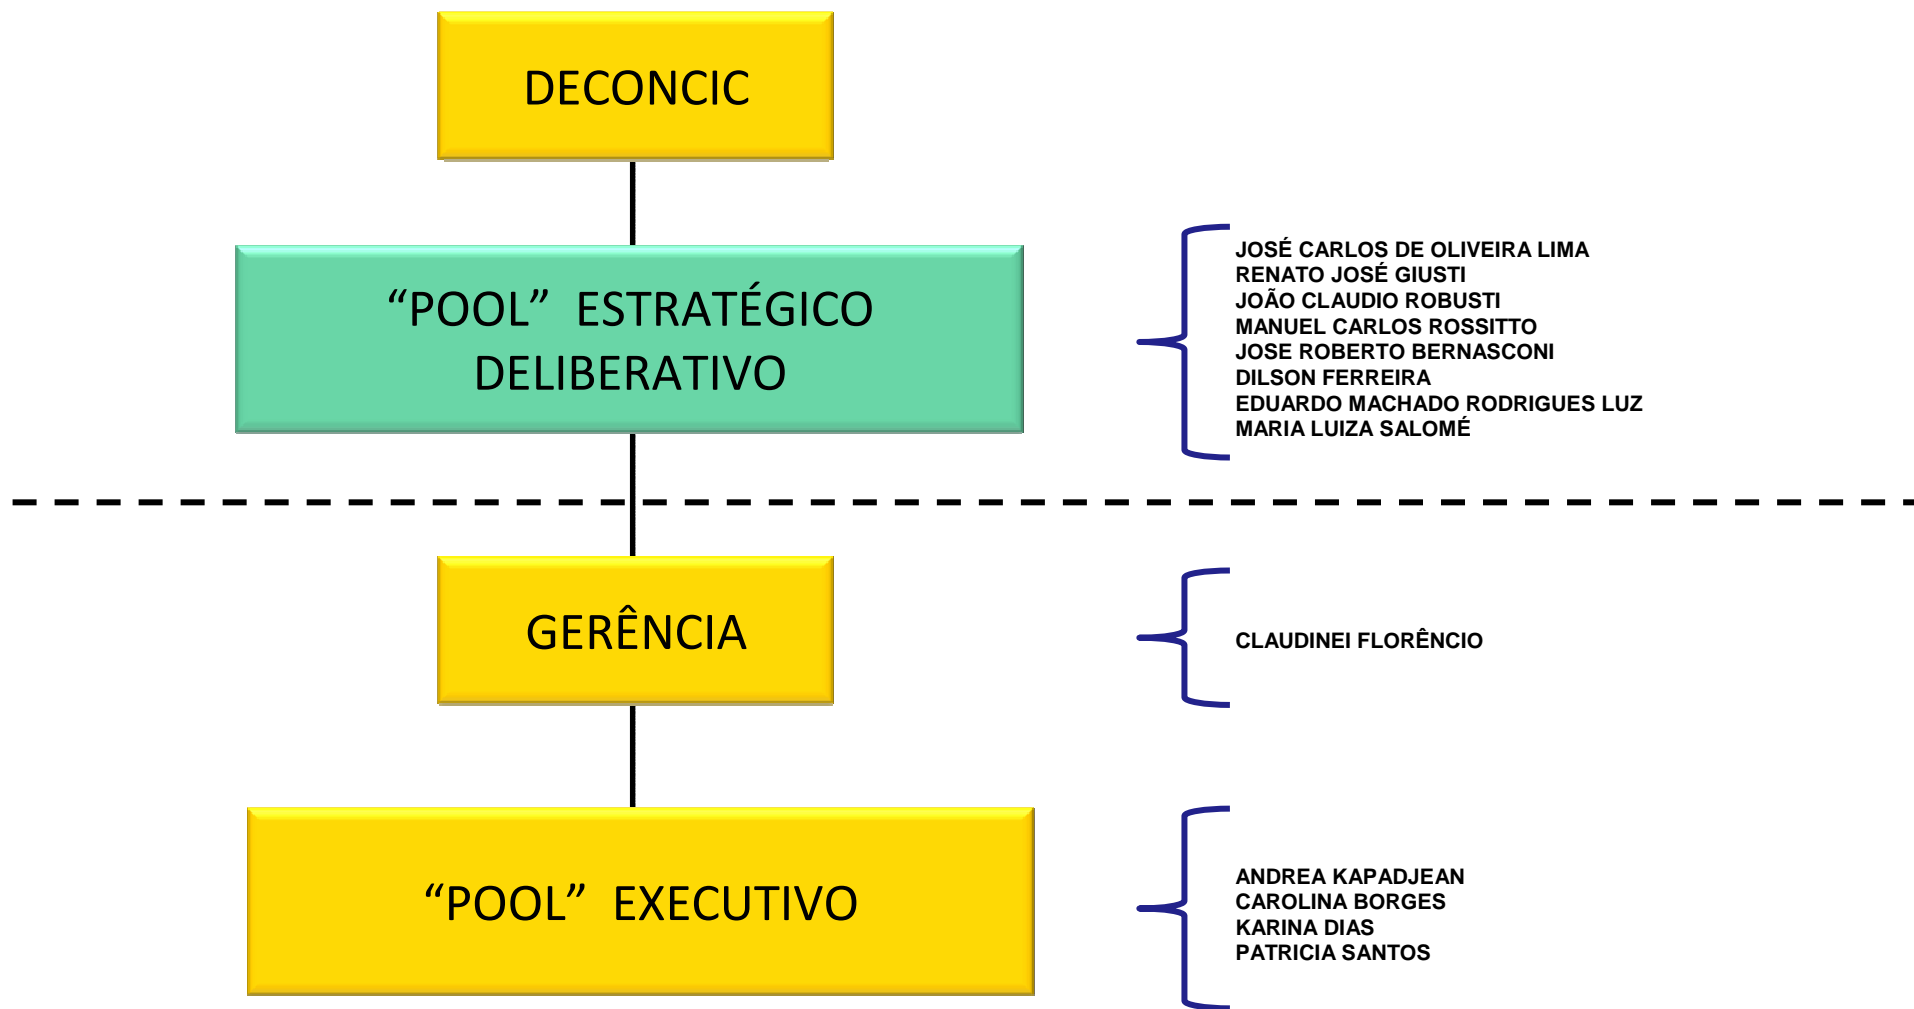 DECONCIC
“POOL” ESTRATÉGICO
DELIBERATIVO
JOSÉ CARLOS DE OLIVEIRA LIMA
RENATO JOSÉ GIUSTI
JOÃO CLAUDIO ROBUSTI
MANUEL CARLOS ROSSITTO
JOSE ROBERTO BERNASCONI
DILSON FERREIRA
EDUARDO MACHADO RODRIGUES LUZ
MARIA LUIZA SALOMÉ
GERÊNCIA
CLAUDINEI FLORÊNCIO
“POOL” EXECUTIVO
ANDREA KAPADJEAN
CAROLINA BORGES
KARINA DIAS
PATRICIA SANTOS